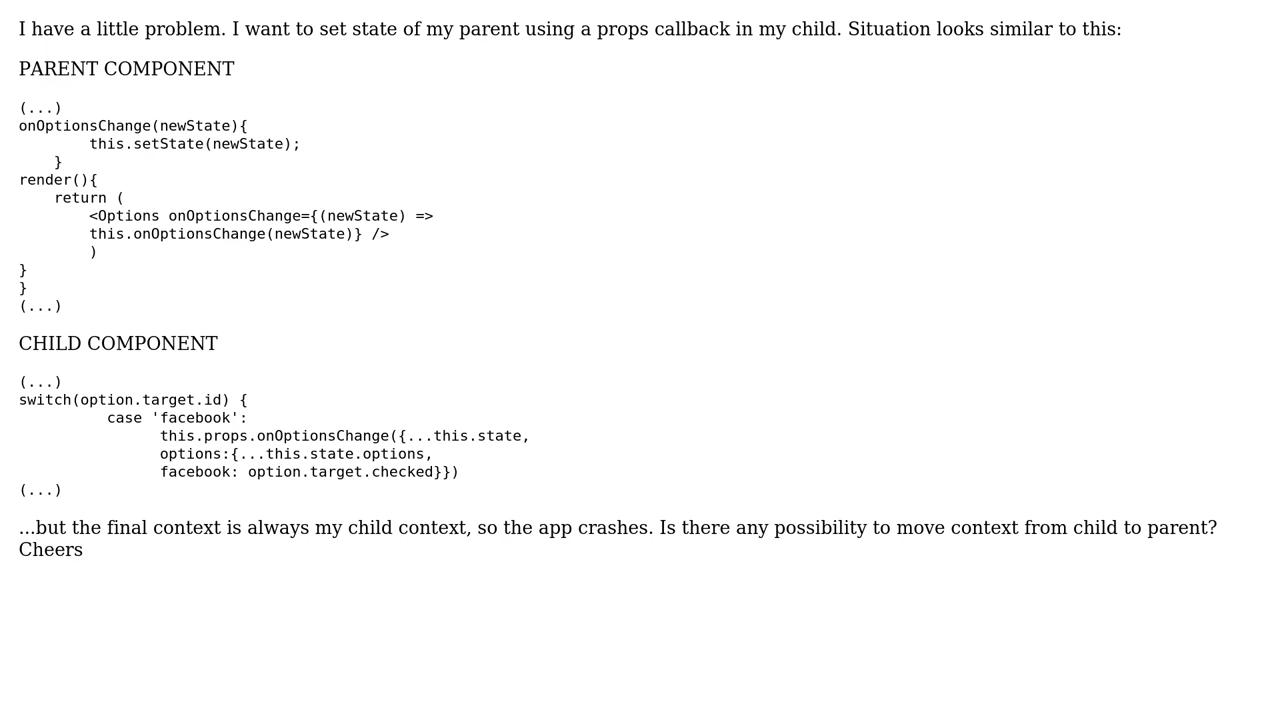 I have a little problem. I want to set state of my parent using a props callback in my child. Situation looks similar to this:
PARENT COMPONENT
(...)
onOptionsChange(newState){
        this.setState(newState);
    }
render(){
    return (
        <Options onOptionsChange={(newState) =>
        this.onOptionsChange(newState)} />
        )
}
}
(...)
CHILD COMPONENT
(...)
switch(option.target.id) {
          case 'facebook':
                this.props.onOptionsChange({...this.state,
                options:{...this.state.options,
                facebook: option.target.checked}})
(...)
...but the final context is always my child context, so the app crashes. Is there any possibility to move context from child to parent?
Cheers